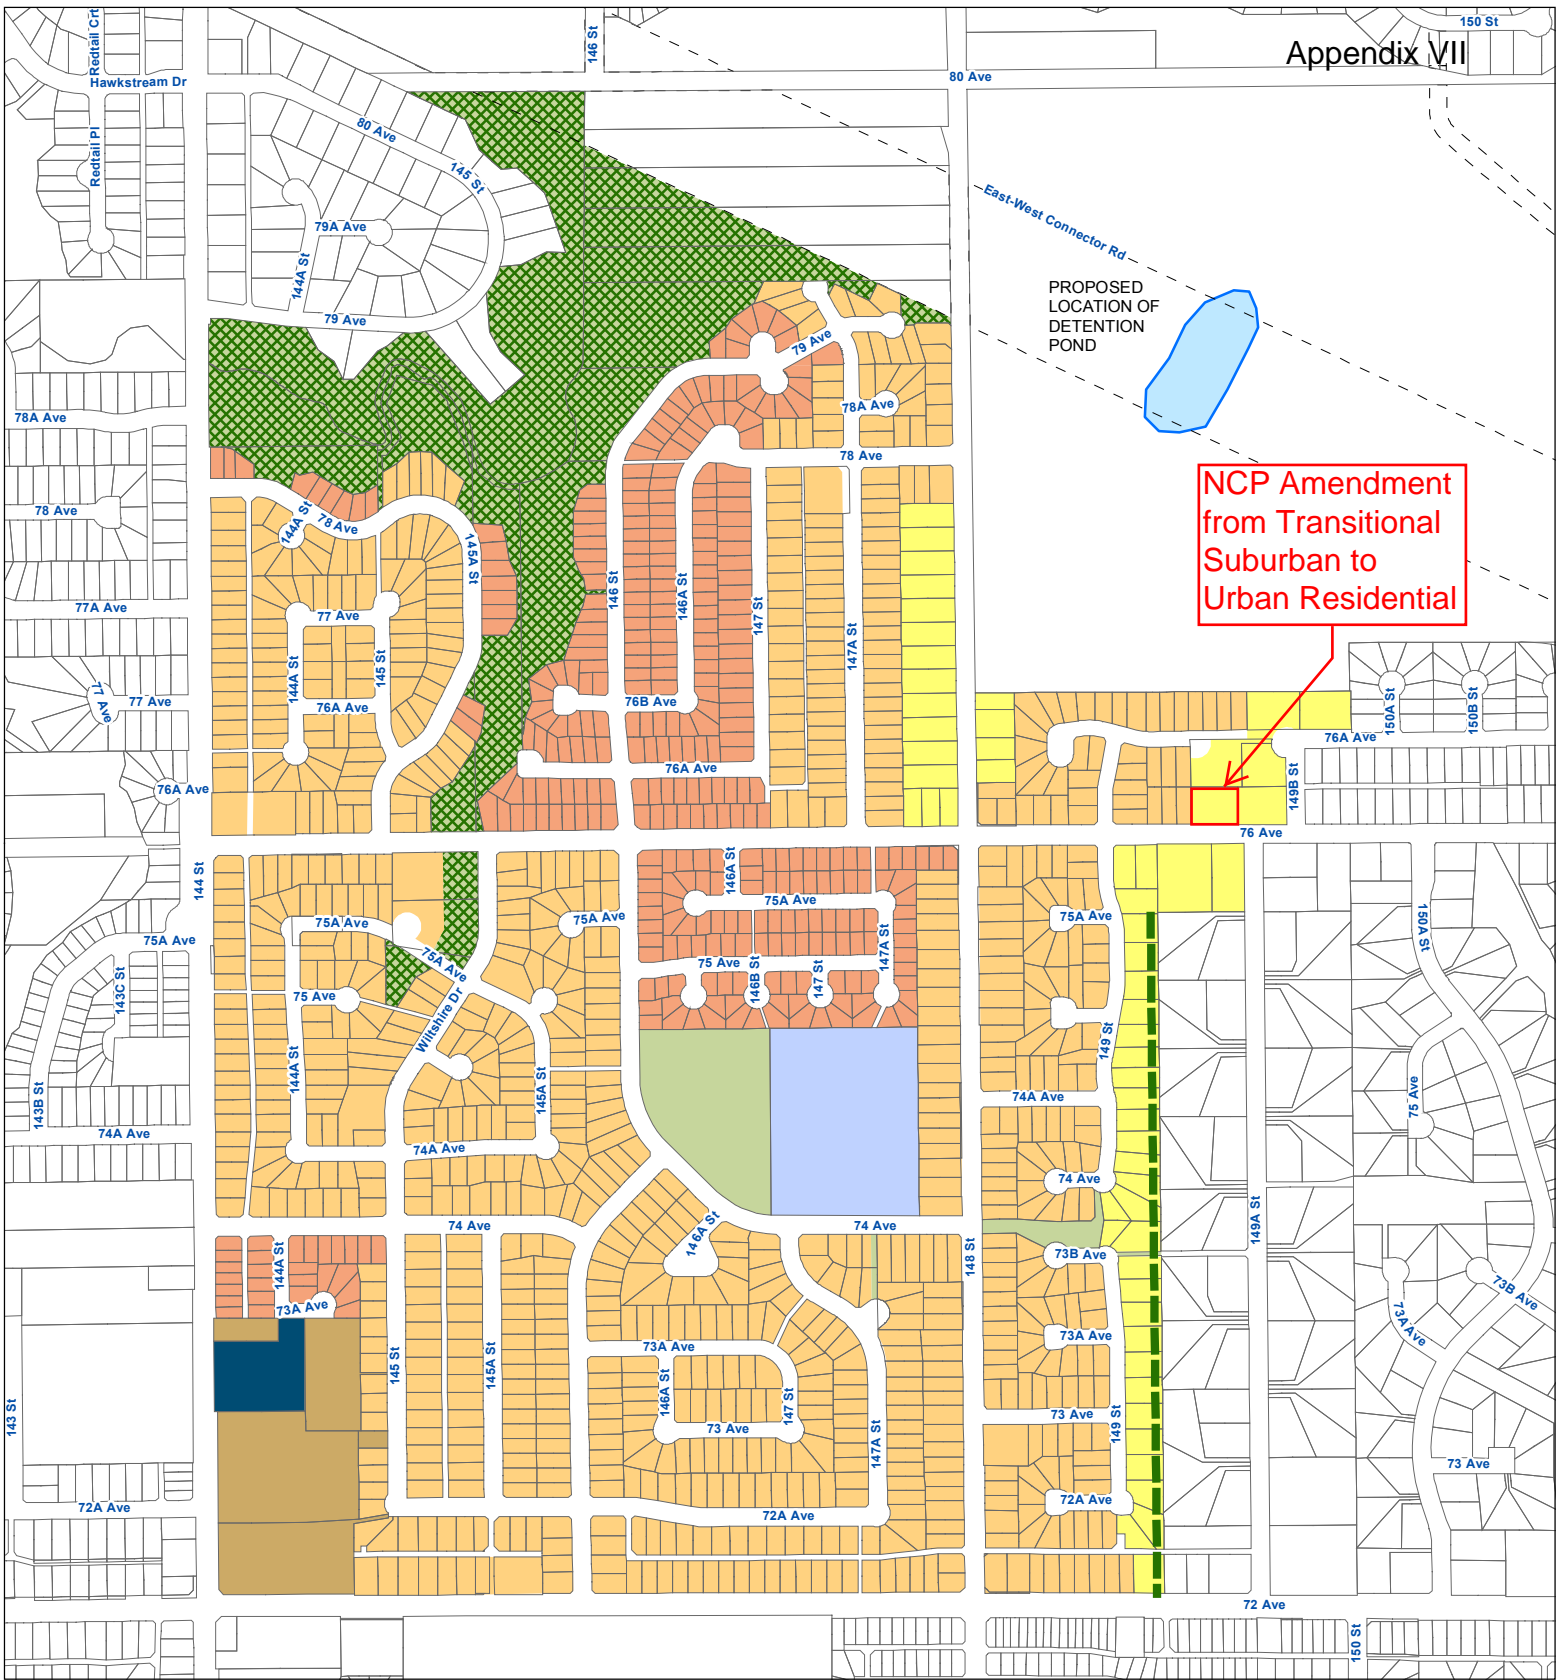 150 St
Appendix VII
Redtail Crt
146 St
Hawkstream Dr
80 Ave
80 Ave
Redtail Pl
145 St
79A Ave
East-West Connector Rd
144A St
PROPOSED
LOCATION OF
DETENTION
POND
79 Ave
79 Ave
78A Ave
78A Ave
78 Ave
NCP Amendment
from Transitional
Suburban to
Urban Residential
78 Ave
144A St
78 Ave
145A St
146 St
146A St
147 St
147A St
77A Ave
77 Ave
144A St
145 St
77 Ave
77 Ave
76A Ave
76B Ave
150A St
150B St
76A Ave
76A Ave
76A Ave
149B St
76 Ave
144 St
146A St
75A Ave
75A Ave
75A Ave
75A Ave
75A Ave
150A St
75A Ave
147A St
75 Ave
146B St
147 St
143C St
75 Ave
Wiltshire Dr
149 St
144A St
145A St
143B St
74A Ave
75 Ave
74A Ave
74A Ave
74 Ave
74 Ave
74 Ave
146A St
149A St
148 St
73B Ave
144A St
73A Ave
73B Ave
73A Ave
73A Ave
73A Ave
145 St
145A St
146A St
147 St
143 St
73 Ave
147A St
73 Ave
149 St
73 Ave
72A Ave
72A Ave
72A Ave
72 Ave
150 St